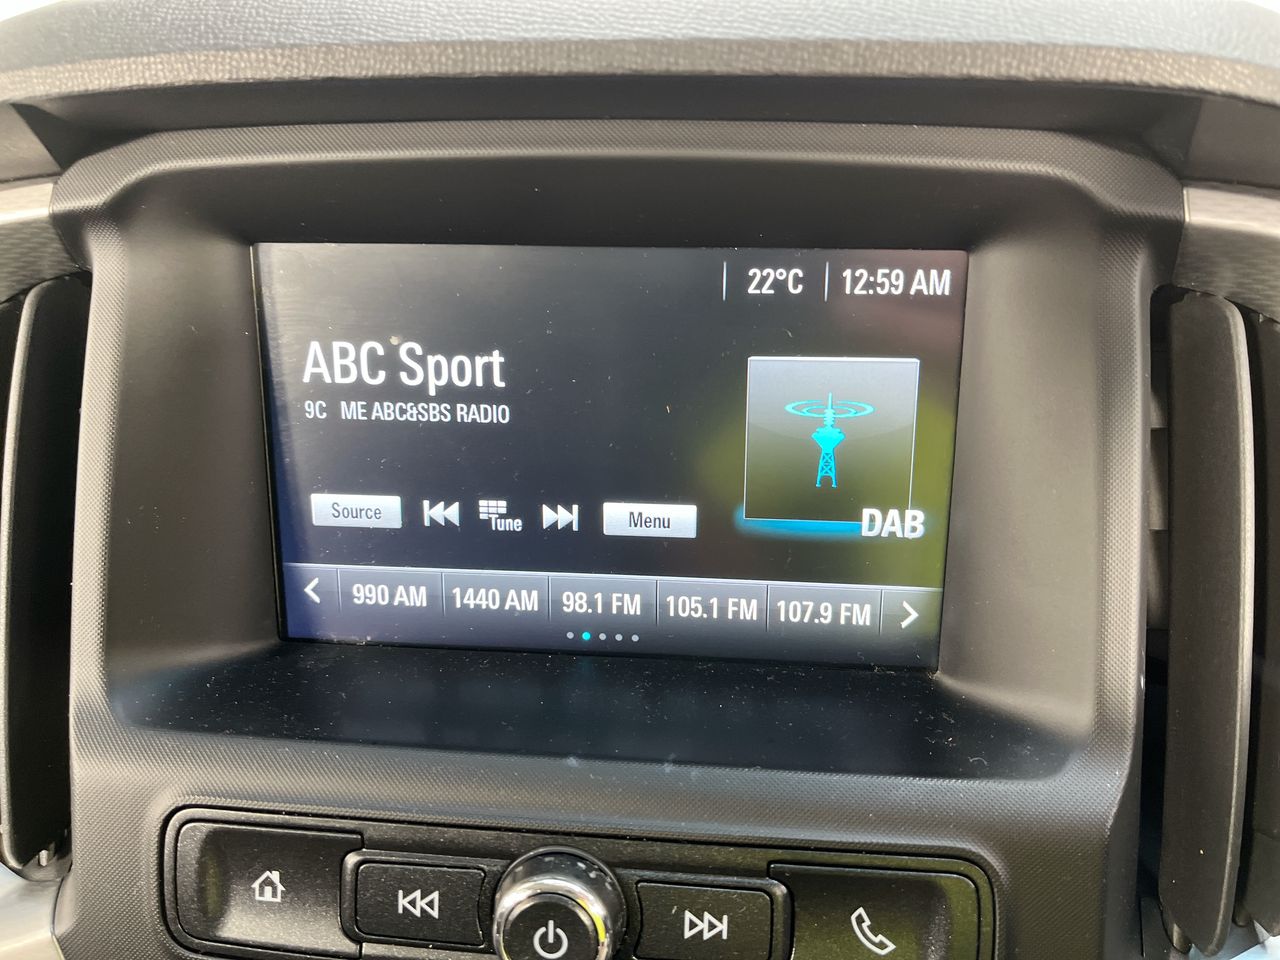 22°C 12:59 AM
ABC Sport
9C ME ABC&SBS RADIO
Source Tune Menu
DAB
990 AM 1440 AM 98.1 FM 105.1 FM 107.9 FM